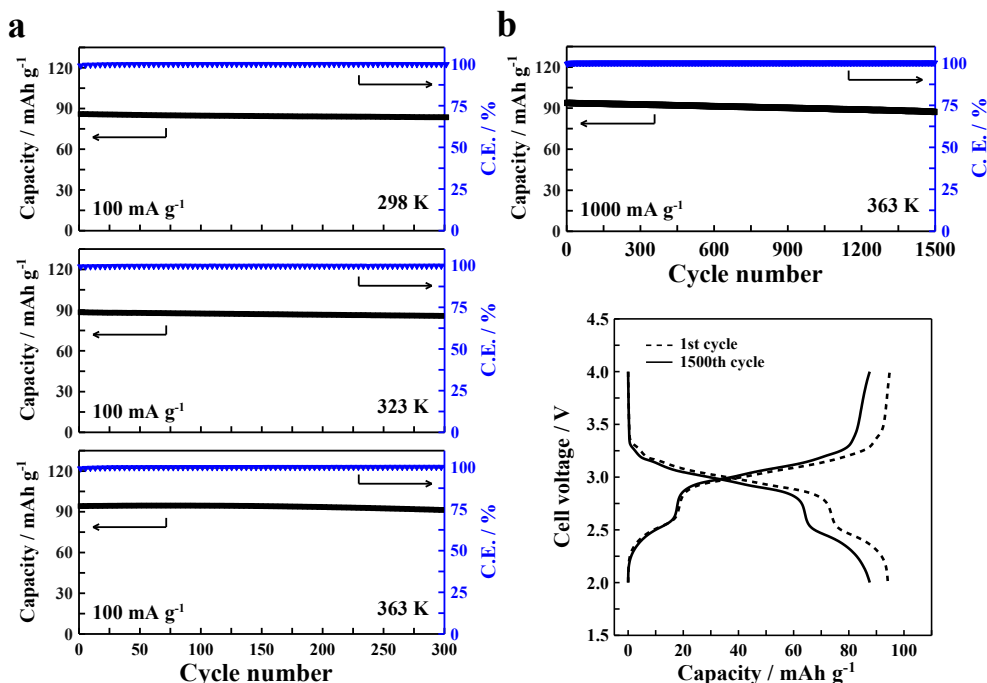 a
Capacity / mAh g-1
120
90
60
30
0
100
75
50
25
0
C.E. / %
100 mA g-1
298 K
Capacity / mAh g-1
120
90
60
30
0
100
75
50
25
0
C.E. / %
100 mA g-1
323 K
Capacity / mAh g-1
120
90
60
30
0
100
75
50
25
0
C.E. / %
100 mA g-1
363 K
0 50 100 150 200 250 300
Cycle number
b
Capacity / mAh g-1
120
90
60
30
0
100
75
50
25
0
C. E. / %
1000 mA g-1
363 K
0 300 600 900 1200 1500
Cycle number
Cell voltage / V
4.5
4.0
3.5
3.0
2.5
2.0
1.5
1st cycle
1500th cycle
0 20 40 60 80 100
Capacity / mAh g-1